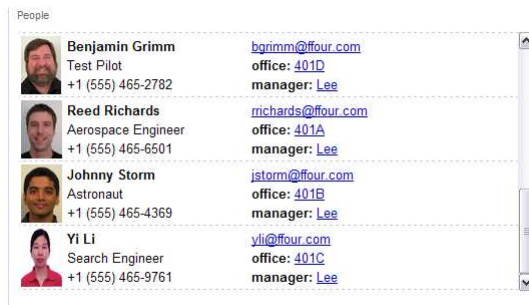 People
Benjamin Grimm bgrimm@ffour.com
Test Pilot office: 401D
+1 (555) 465-2782 manager: Lee
Reed Richards rrichards@ffour.com
Aerospace Engineer office: 401A
+1 (555) 465-6501 manager: Lee
Johnny Storm jstorm@ffour.com
Astronaut office: 401B
+1 (555) 465-4369 manager: Lee
Yi Li yli@ffour.com
Search Engineer office: 401C
+1 (555) 465-9761 manager: Lee